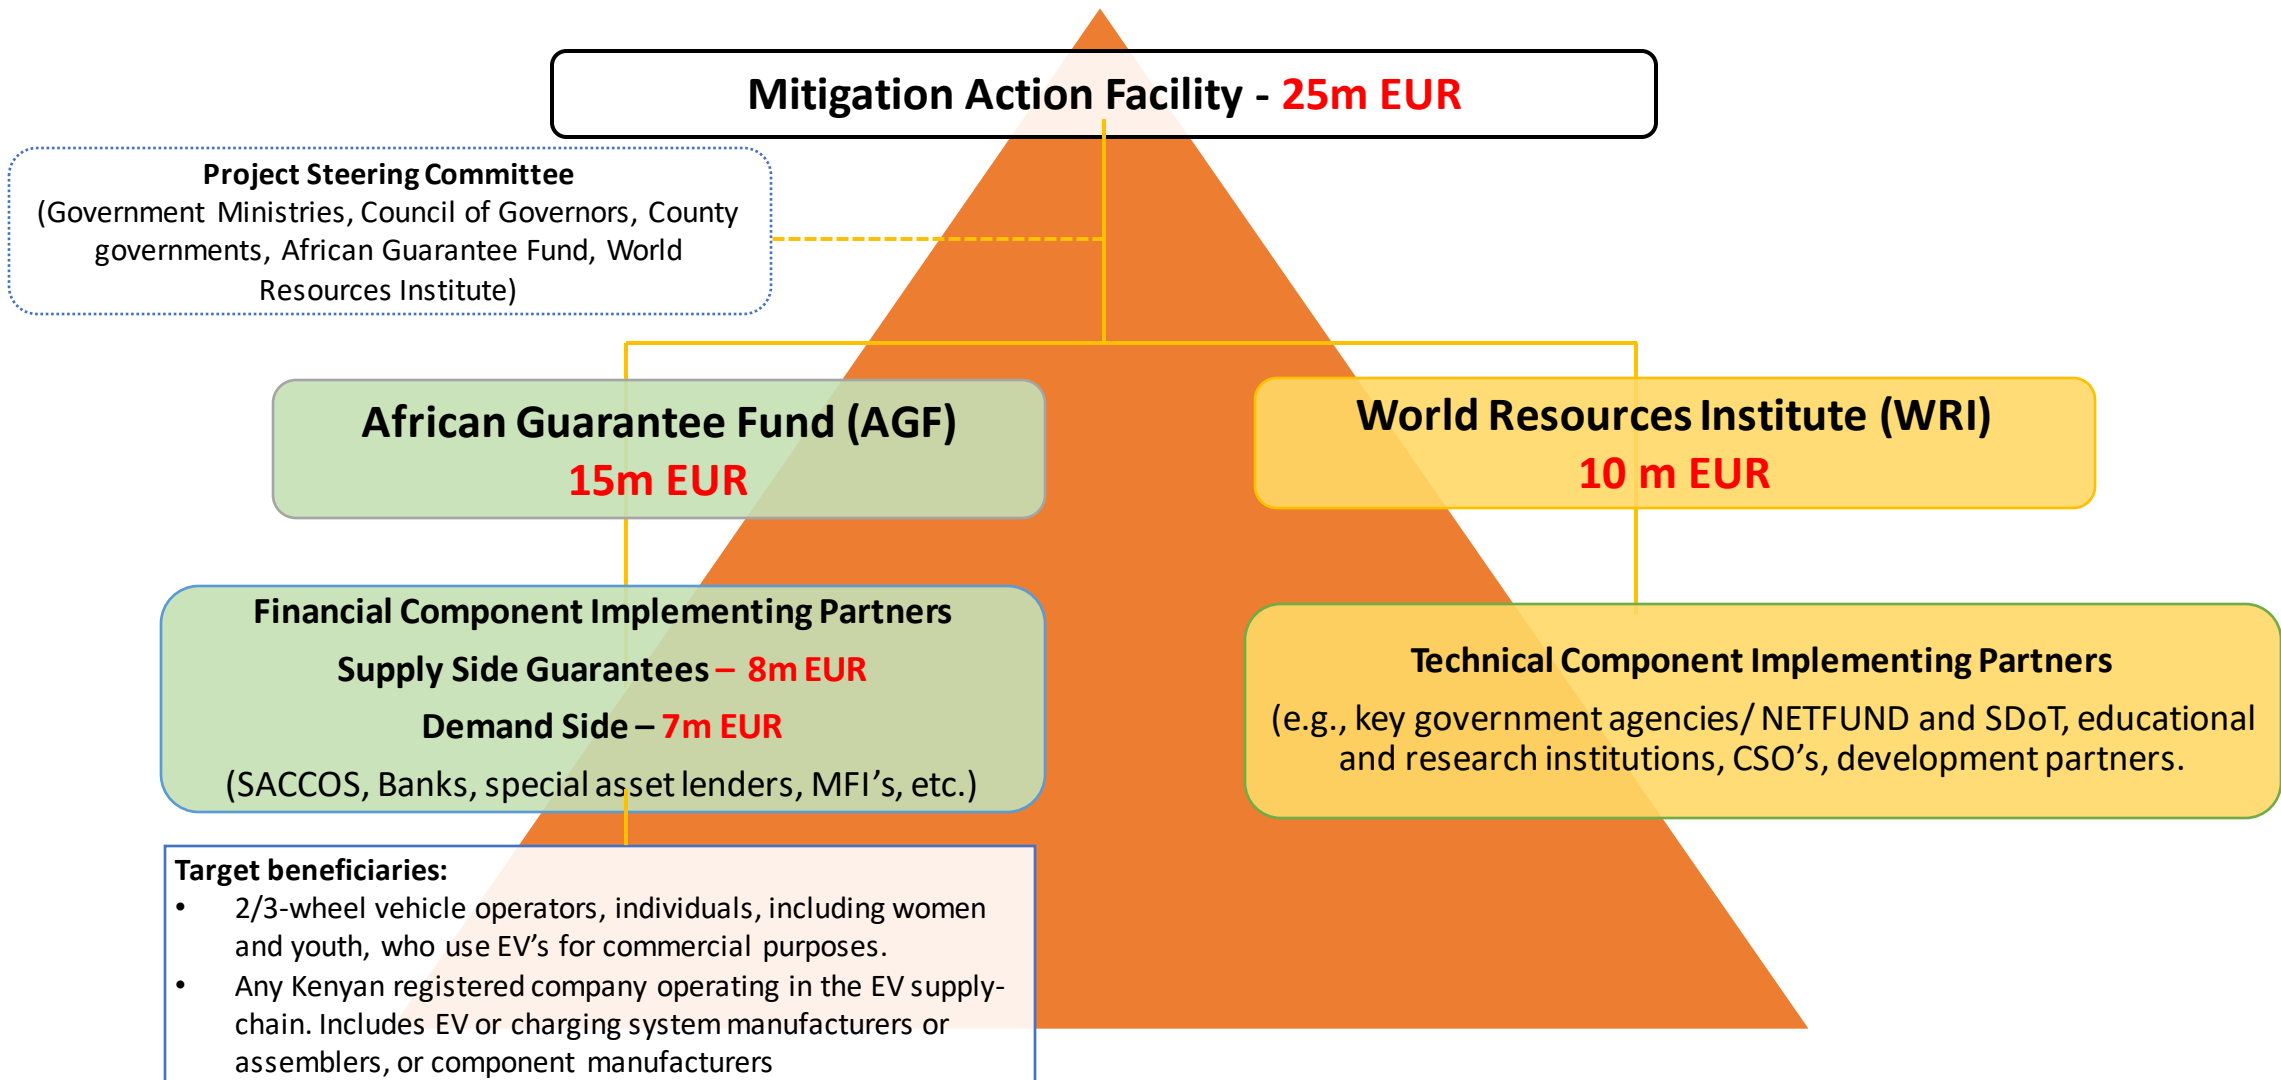 Mitigation Action Facility - 25m EUR
Project Steering Committee
(Government Ministries, Council of Governors, County
governments, African Guarantee Fund, World
Resources Institute)
African Guarantee Fund (AGF)
15m EUR
World Resources Institute (WRI)
10 m EUR
Financial Component Implementing Partners
Supply Side Guarantees – 8m EUR
Demand Side – 7m EUR
(SACCOS, Banks, special asset lenders, MFI's, etc.)
Technical Component Implementing Partners
(e.g., key government agencies/ NETFUND and SDoT, educational
and research institutions, CSO's, development partners.
Target beneficiaries:
• 2/3-wheel vehicle operators, individuals, including women
and youth, who use EV's for commercial purposes.
• Any Kenyan registered company operating in the EV supply-
chain. Includes EV or charging system manufacturers or
assemblers, or component manufacturers